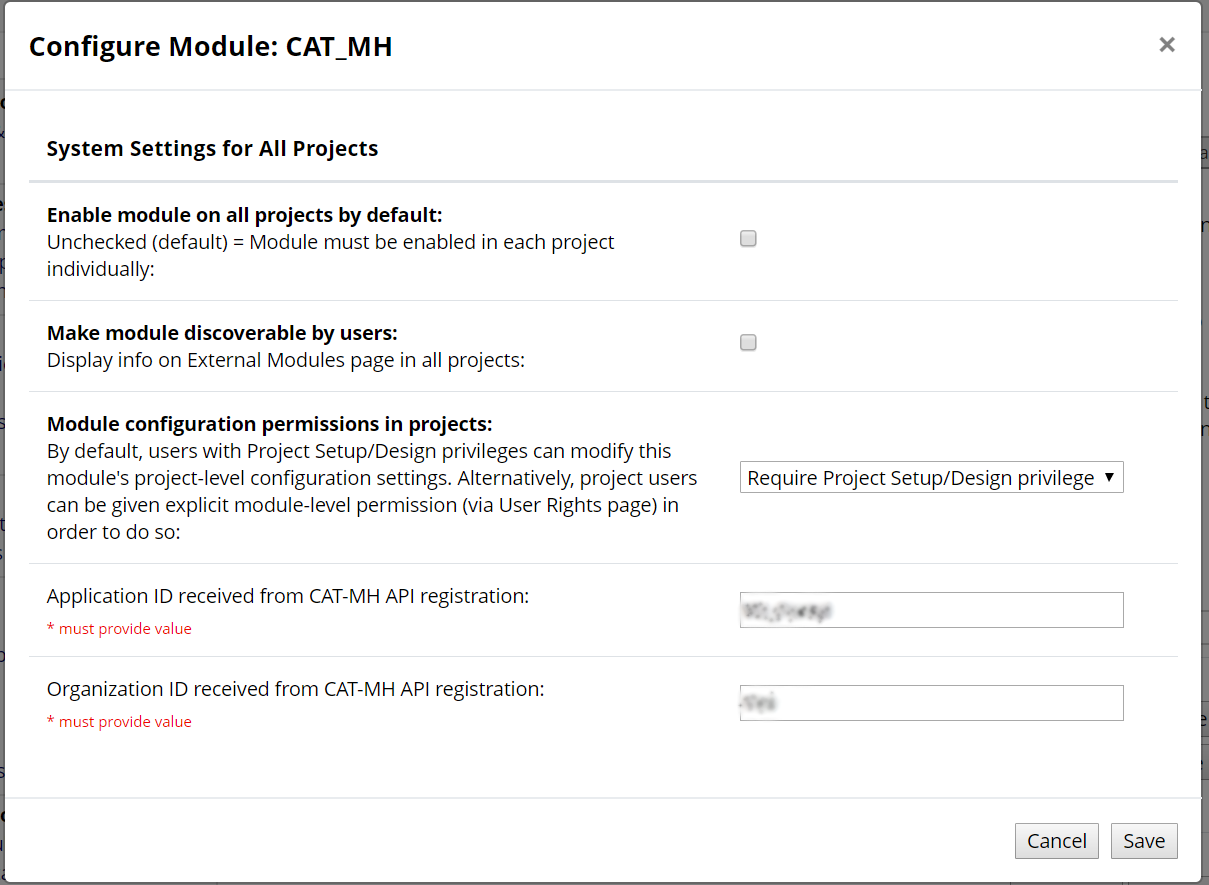 Configure Module: CAT_MH
×
System Settings for All Projects
Enable module on all projects by default:
Unchecked (default) = Module must be enabled in each project
individually:
Make module discoverable by users:
Display info on External Modules page in all projects:
Module configuration permissions in projects:
By default, users with Project Setup/Design privileges can modify this
module's project-level configuration settings. Alternatively, project users
can be given explicit module-level permission (via User Rights page) in
order to do so:
Require Project Setup/Design privilege
Application ID received from CAT-MH API registration:
* must provide value
Organization ID received from CAT-MH API registration:
* must provide value
Cancel
Save